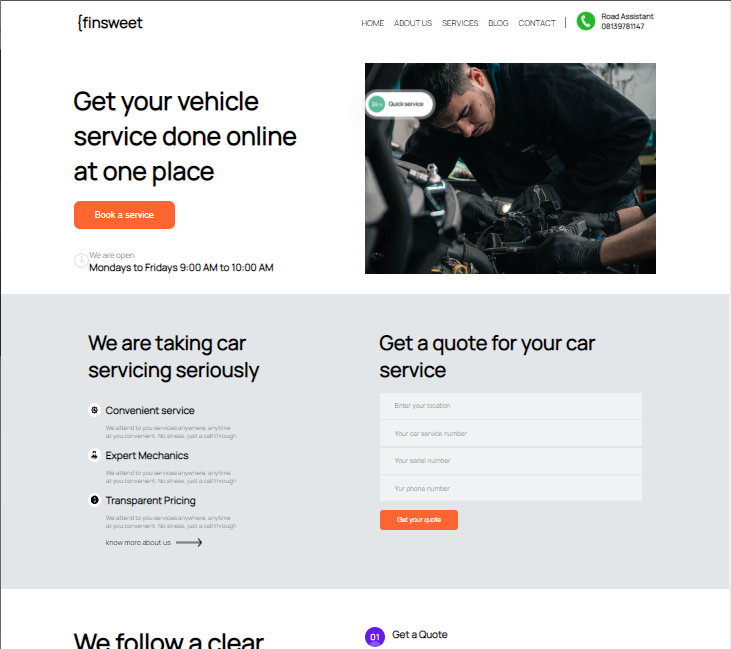 {finsweet
HOME ABOUT US SERVICES BLOG CONTACT
Road Assistant
08139781147
Get your vehicle
service done online
at one place
Quick service
Book a service
We are open
Mondays to Fridays 9:00 AM to 10:00 AM
We are taking car
servicing seriously
Convenient service
We attend to you services anywhere, anytime
at you convenient. No stress, just a call through
Expert Mechanics
We attend to you services anywhere, anytime
at you convenient. No stress, just a call through
Transparent Pricing
We attend to you services anywhere, anytime
at you convenient. No stress, just a call through
know more about us
Get a quote for your car
service
Enter your location
Your car service number
Your serial number
Yur phone number
Get your quote
We follow a clear
01
Get a Quote